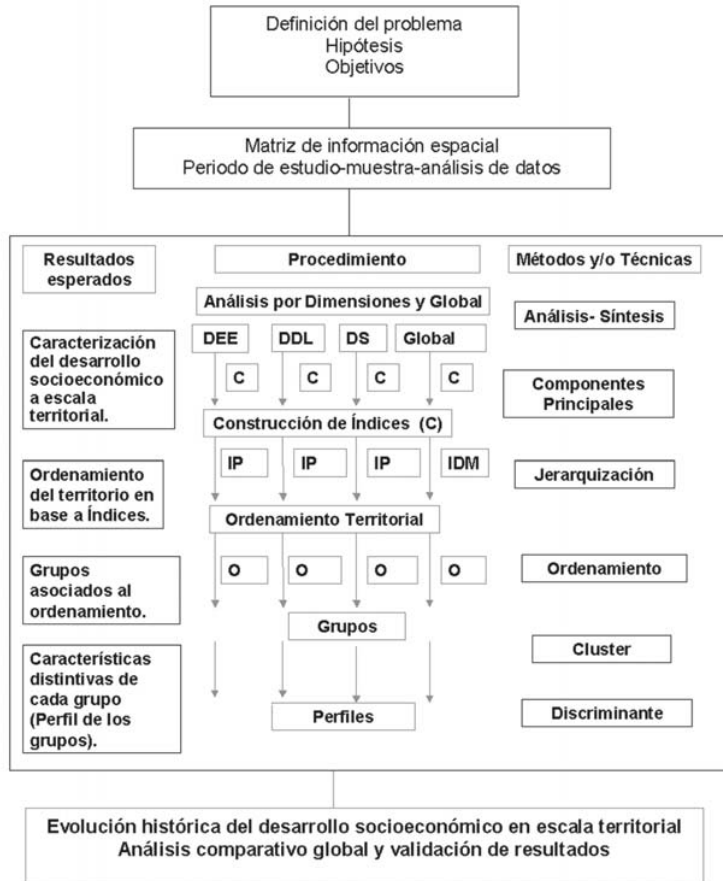 Definición del problema
Hipótesis
Objetivos
Matriz de información espacial
Periodo de estudio-muestra-análisis de datos
Resultados
esperados
Procedimiento
Métodos y/o Técnicas
Análisis por Dimensiones y Global
Análisis- Síntesis
Caracterización
del desarrollo
socioeconómico
a escala
territorial.
DEE DDL DS Global
C C C C
Componentes
Principales
Construcción de Índices (C)
Ordenamiento
del territorio en
base a Índices.
IP IP IP IDM
Jerarquización
Ordenamiento Territorial
Grupos
asociados al
ordenamiento.
O O O O
Ordenamiento
Grupos
Características
distintivas de
cada grupo
(Perfil de los
grupos).
Cluster
Perfiles
Discriminante
Evolución histórica del desarrollo socioeconómico en escala territorial
Análisis comparativo global y validación de resultados